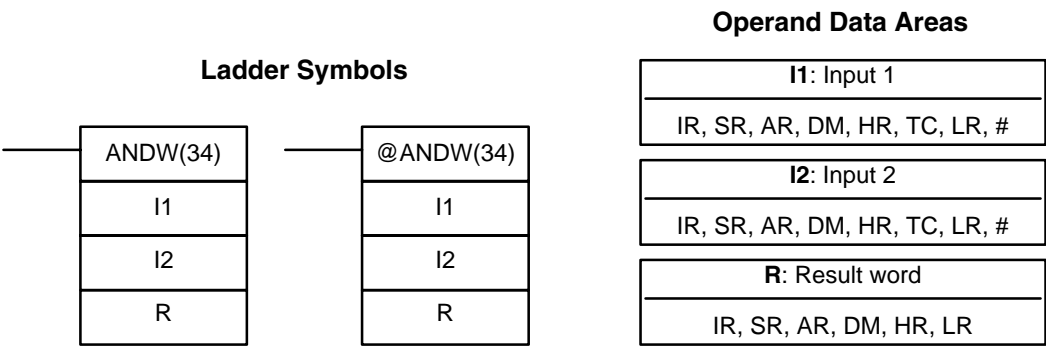 Ladder Symbols
ANDW(34)
I1
I2
R
@ANDW(34)
I1
I2
R
Operand Data Areas
I1: Input 1
IR, SR, AR, DM, HR, TC, LR, #
I2: Input 2
IR, SR, AR, DM, HR, TC, LR, #
R: Result word
IR, SR, AR, DM, HR, LR